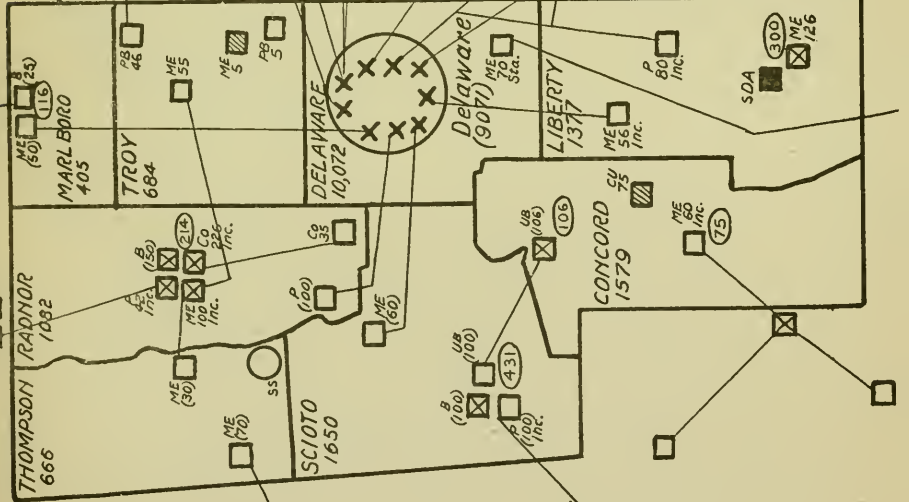 B
(25)
116
ME
(50)
MARLBORO
405
PB
46
ME
55
TROY
684
ME
5
PB
5
DELAWARE
10,072
Delaware
(9071)
ME
70
Sta.
LIBERTY
1377
P
80
Inc.
ME
56
Inc.
300
ME
126
SDA
RADNOR
1082
B
(150)
214
Co
226
Inc.
Inc.
ME
100
Inc.
Co
35
P
(100)
ME
(60)
UB
(106)
106
CU
75
CONCORD
1579
ME
60
Inc.
75
THOMPSON
666
ME
(30)
SS
ME
(70)
SCIOTO
1650
UB
(100)
431
B
(100)
P
(100)
Inc.